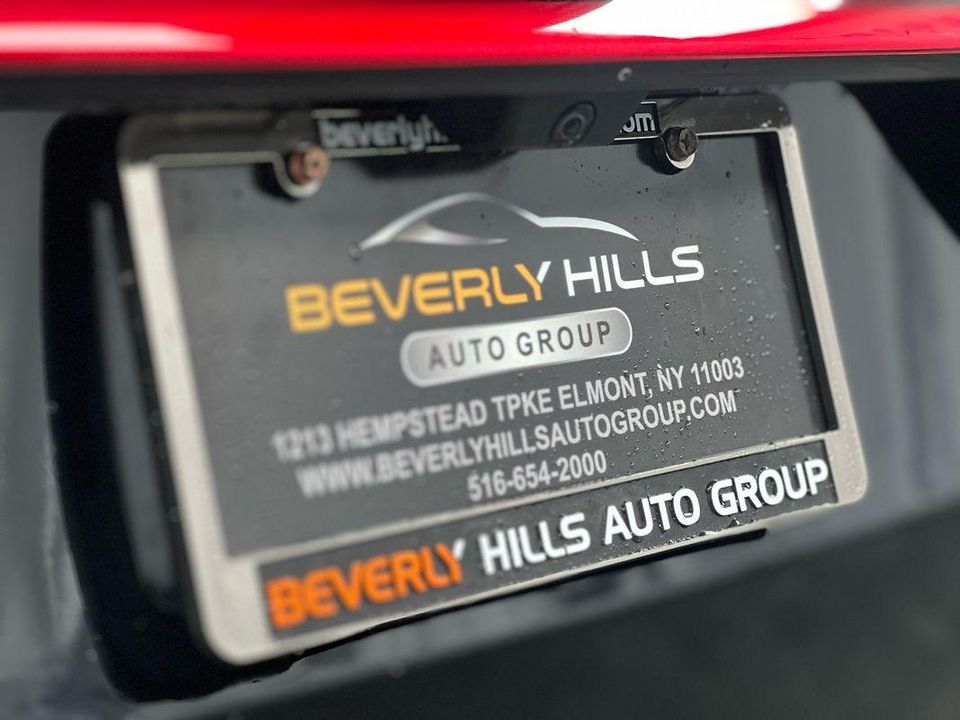 beverlyh
om
BEVERLY HILLS
AUTO GROUP
1213 HEMPSTEAD TPKE ELMONT, NY 11003
WWW.BEVERLYHILLSAUTOGROUP.COM
516-654-2000
BEVERLY HILLS AUTO GROUP